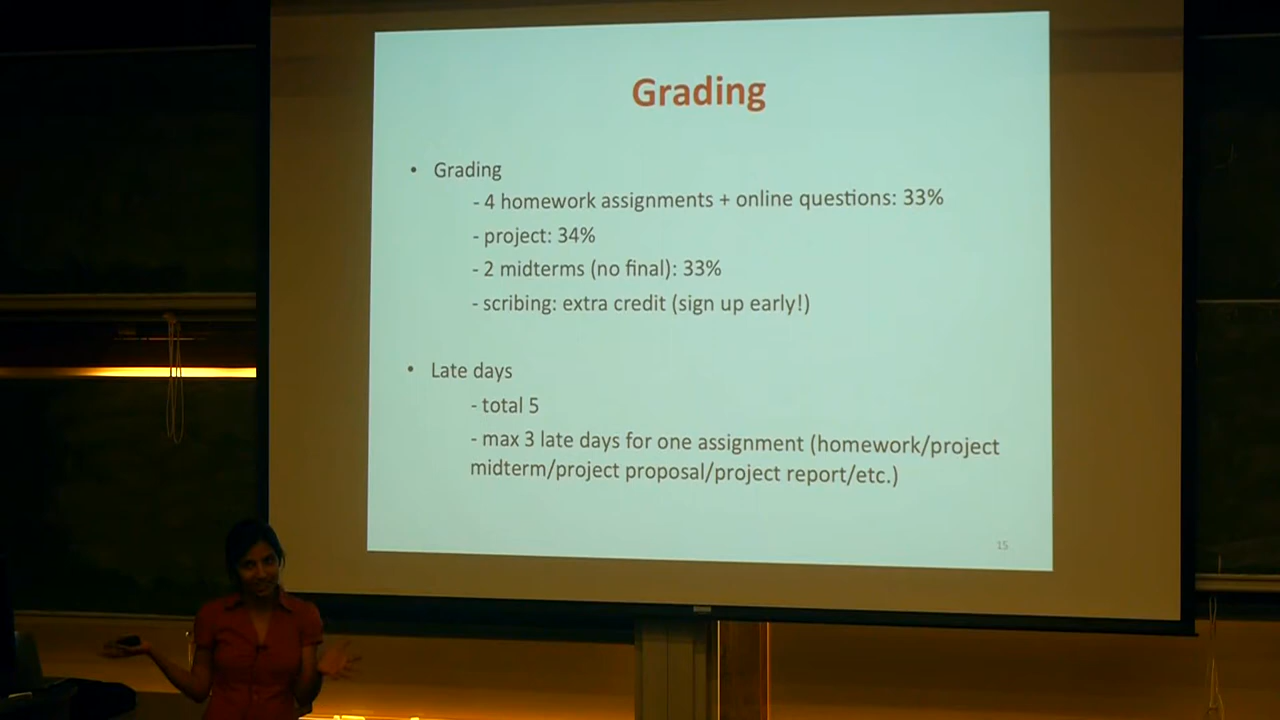 Grading
• Grading
- 4 homework assignments + online questions: 33%
- project: 34%
- 2 midterms (no final): 33%
- scribing: extra credit (sign up early!)
• Late days
- total 5
- max 3 late days for one assignment (homework/project
midterm/project proposal/project report/etc.)
15